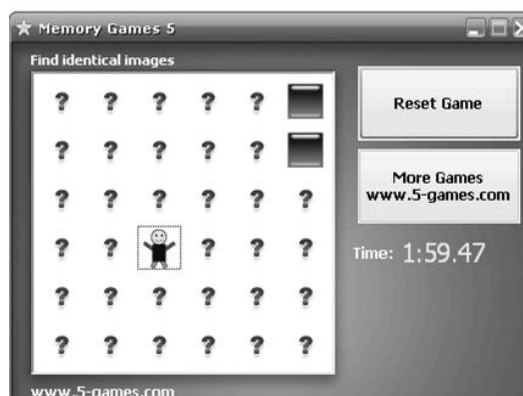 Memory Games 5
Find identical images
? ? ? ? ?
? ? ? ? ?
? ? ? ? ? ?
? ? ? ? ?
? ? ? ? ? ?
? ? ? ? ? ?
Reset Game
More Games
www.5-games.com
Time: 1:59.47
www.5-games.com